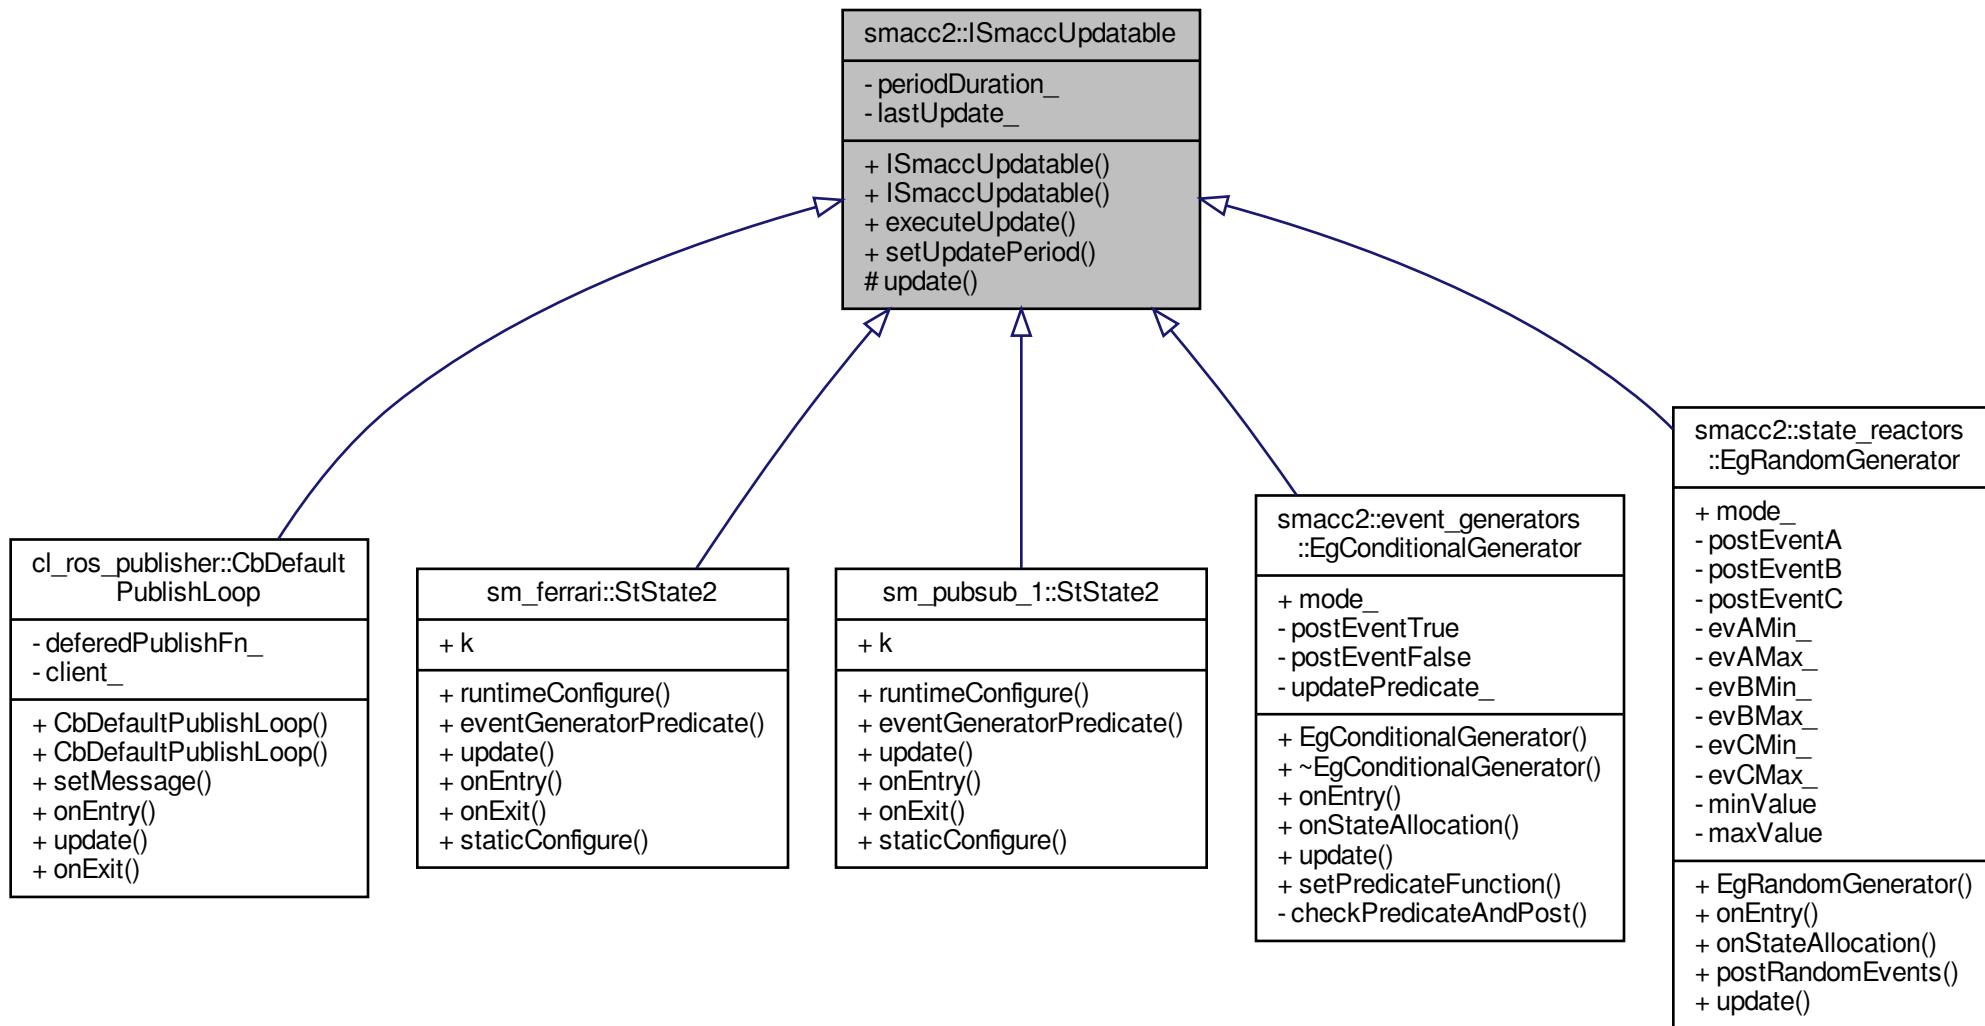 smacc2::ISmaccUpdatable
- periodDuration_
- lastUpdate_
+ ISmaccUpdatable()
+ ISmaccUpdatable()
+ executeUpdate()
+ setUpdatePeriod()
# update()
cl_ros_publisher::CbDefault
PublishLoop
- deferedPublishFn_
- client_
+ CbDefaultPublishLoop()
+ CbDefaultPublishLoop()
+ setMessage()
+ onEntry()
+ update()
+ onExit()
sm_ferrari::StState2
+ k
+ runtimeConfigure()
+ eventGeneratorPredicate()
+ update()
+ onEntry()
+ onExit()
+ staticConfigure()
sm_pubsub_1::StState2
+ k
+ runtimeConfigure()
+ eventGeneratorPredicate()
+ update()
+ onEntry()
+ onExit()
+ staticConfigure()
smacc2::event_generators
::EgConditionalGenerator
+ mode_
- postEventTrue
- postEventFalse
- updatePredicate_
+ EgConditionalGenerator()
+ ~EgConditionalGenerator()
+ onEntry()
+ onStateAllocation()
+ update()
+ setPredicateFunction()
- checkPredicateAndPost()
smacc2::state_reactors
::EgRandomGenerator
+ mode_
- postEventA
- postEventB
- postEventC
- evAMin_
- evAMax_
- evBMin_
- evBMax_
- evCMin_
- evCMax_
- minValue
- maxValue
+ EgRandomGenerator()
+ onEntry()
+ onStateAllocation()
+ postRandomEvents()
+ update()